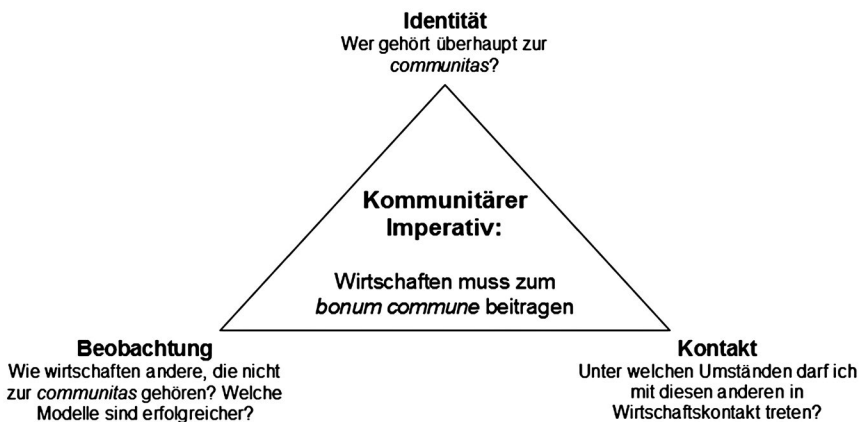 Identität
Wer gehört überhaupt zur
communitas?
Kommunitärer
Imperativ:
Wirtschaften muss zum
bonum commune beitragen
Beobachtung
Wie wirtschaften andere, die nicht
zur communitas gehören? Welche
Modelle sind erfolgreicher?
Kontakt
Unter welchen Umständen darf ich
mit diesen anderen in
Wirtschaftskontakt treten?